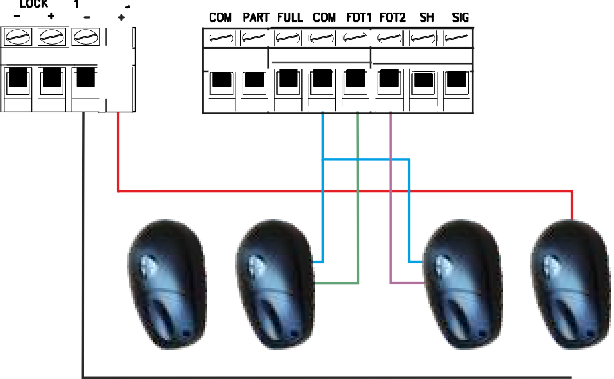 LOCK 1
− + − +
COM PART FULL COM FOT1 FOT2 SH SIG